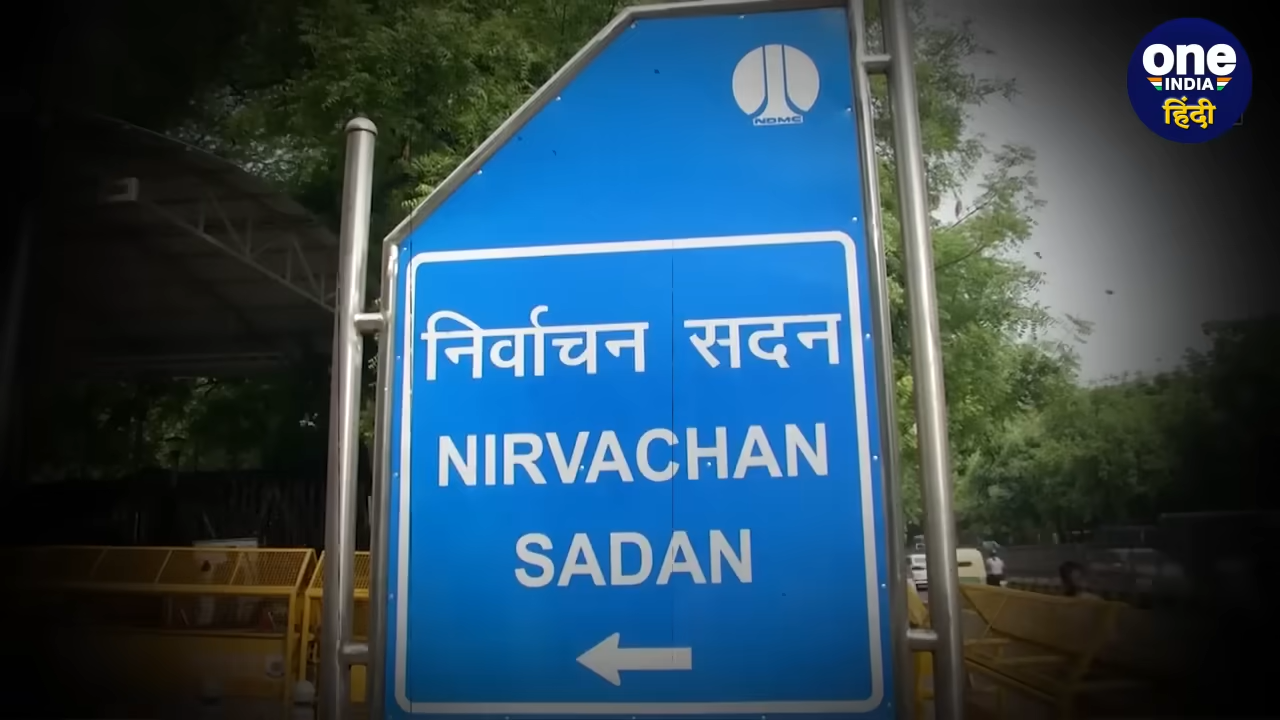 one
INDIA
हिंदी
NDMC
निर्वाचन सदन
NIRVACHAN
SADAN